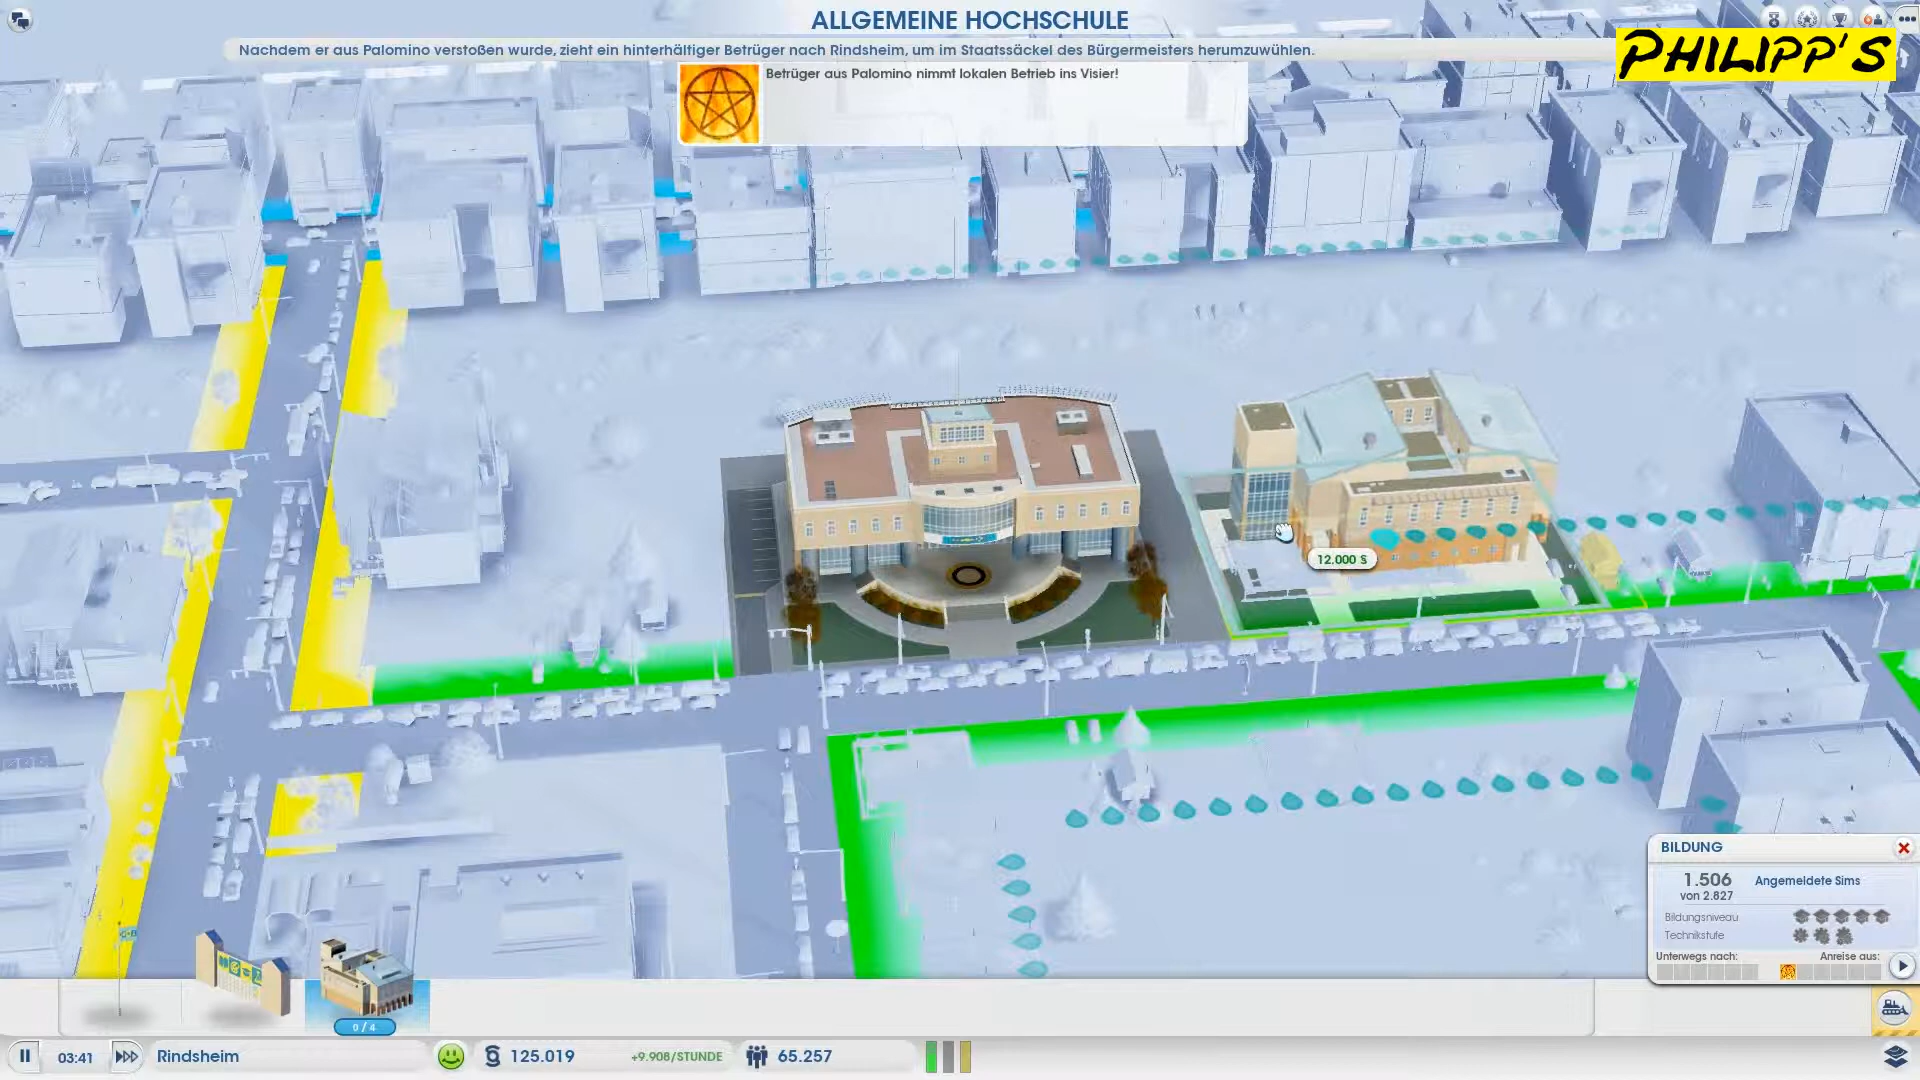 ALLGEMEINE HOCHSCHULE
Nachdem er aus Palomino verstoßen wurde, zieht ein hinterhältiger Betrüger nach Rindsheim, um im Staatssäckel des Bürgermeisters herumzuwühlen.
PHILIPP'S
Betrüger aus Palomino nimmt lokalen Betrieb ins Visier!
12.000 §
BILDUNG
1.506 Angemeldete Sims
von 2.827
Bildungsniveau
Technikstufe
Unterwegs nach: Anreise aus:
0 / 4
03:41 Rindsheim 125.019 +9.908/STUNDE 65.257